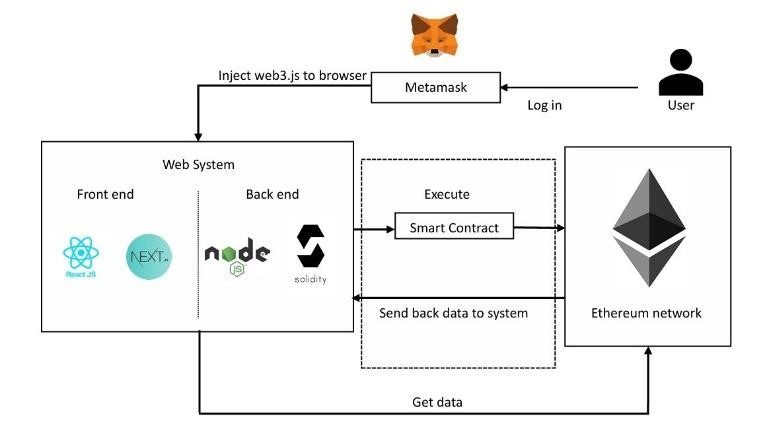 Inject web3.js to browser
Metamask
Log in
User
Web System
Front end
Back end
React JS
NEXT.JS
node
JS
solidity
Execute
Smart Contract
Send back data to system
Ethereum network
Get data